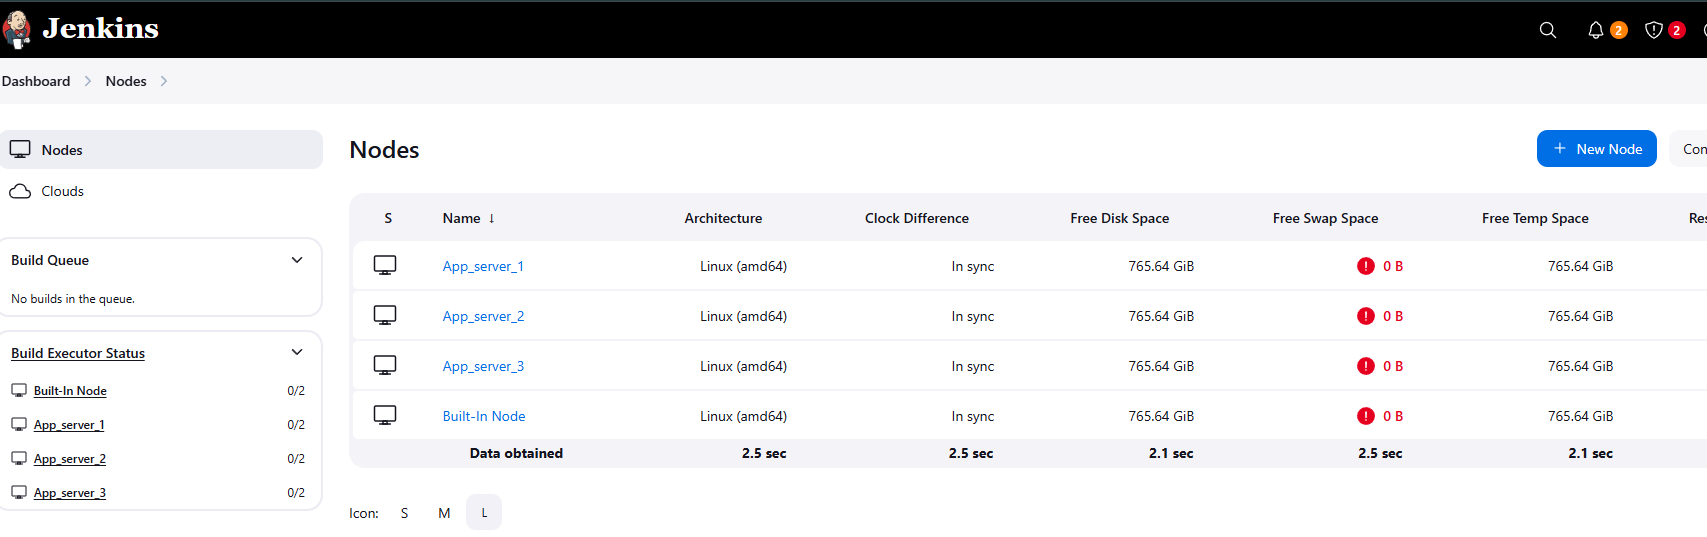 Jenkins
2
2
Dashboard
Nodes
Nodes
Clouds
Build Queue
No builds in the queue.
Build Executor Status
Built-In Node 0/2
App_server_1 0/2
App_server_2 0/2
App_server_3 0/2
Nodes
+ New Node
Con
S Name ↓ Architecture Clock Difference Free Disk Space Free Swap Space Free Temp Space Res
App_server_1 Linux (amd64) In sync 765.64 GiB ! 0 B 765.64 GiB
App_server_2 Linux (amd64) In sync 765.64 GiB ! 0 B 765.64 GiB
App_server_3 Linux (amd64) In sync 765.64 GiB ! 0 B 765.64 GiB
Built-In Node Linux (amd64) In sync 765.64 GiB ! 0 B 765.64 GiB
Data obtained 2.5 sec 2.5 sec 2.1 sec 2.5 sec 2.1 sec
Icon: S M L